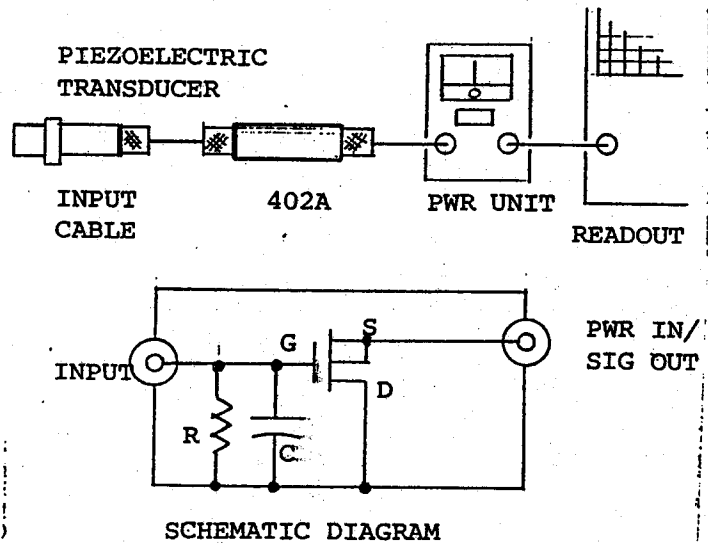 PIEZOELECTRIC
TRANSDUCER
INPUT
CABLE
402A
PWR UNIT
READOUT
INPUT
G
S
D
R
C
PWR IN/
SIG OUT
SCHEMATIC DIAGRAM